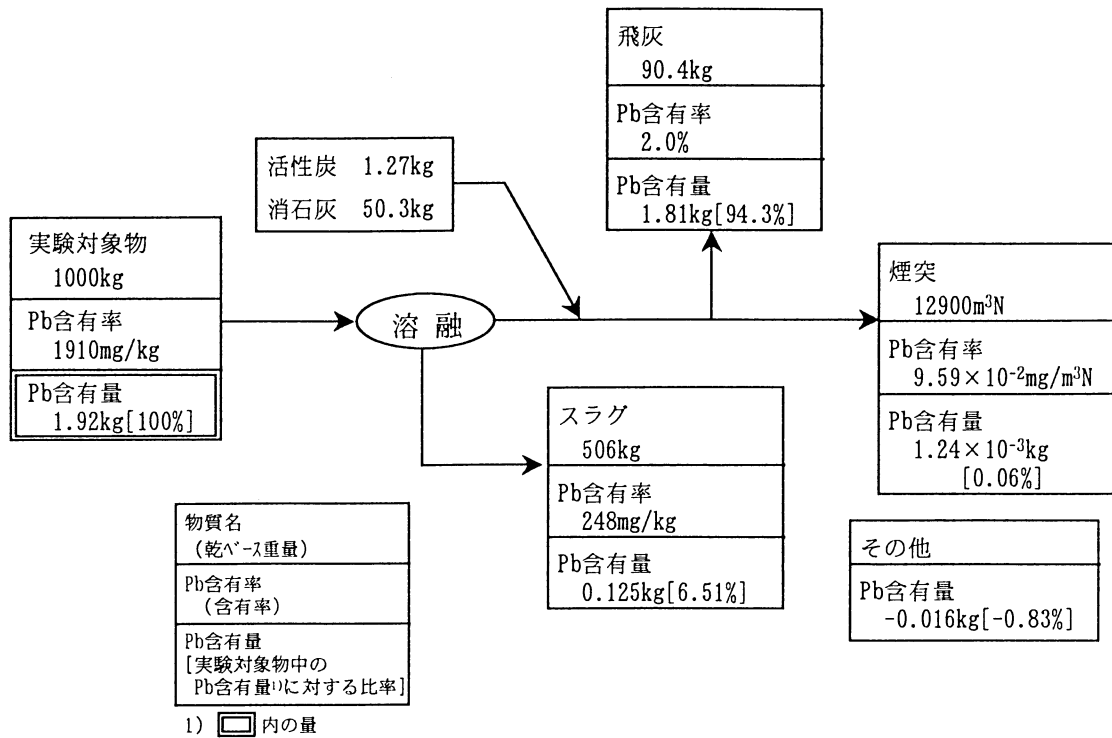 飛灰
90.4kg
Pb含有率
2.0%
Pb含有量
1.81kg[94.3%]
活性炭 1.27kg
消石灰 50.3kg
実験対象物
1000kg
Pb含有率
1910mg/kg
Pb含有量
1.92kg[100%]
溶融
煙突
12900m³N
Pb含有率
9.59×10⁻²mg/m³N
Pb含有量
1.24×10⁻³kg
[0.06%]
スラグ
506kg
Pb含有率
248mg/kg
Pb含有量
0.125kg[6.51%]
その他
Pb含有量
-0.016kg[-0.83%]
物質名
(乾ベース重量)
Pb含有率
(含有率)
Pb含有量
[実験対象物中の
Pb含有量¹⁾に対する比率]
1) 内の量